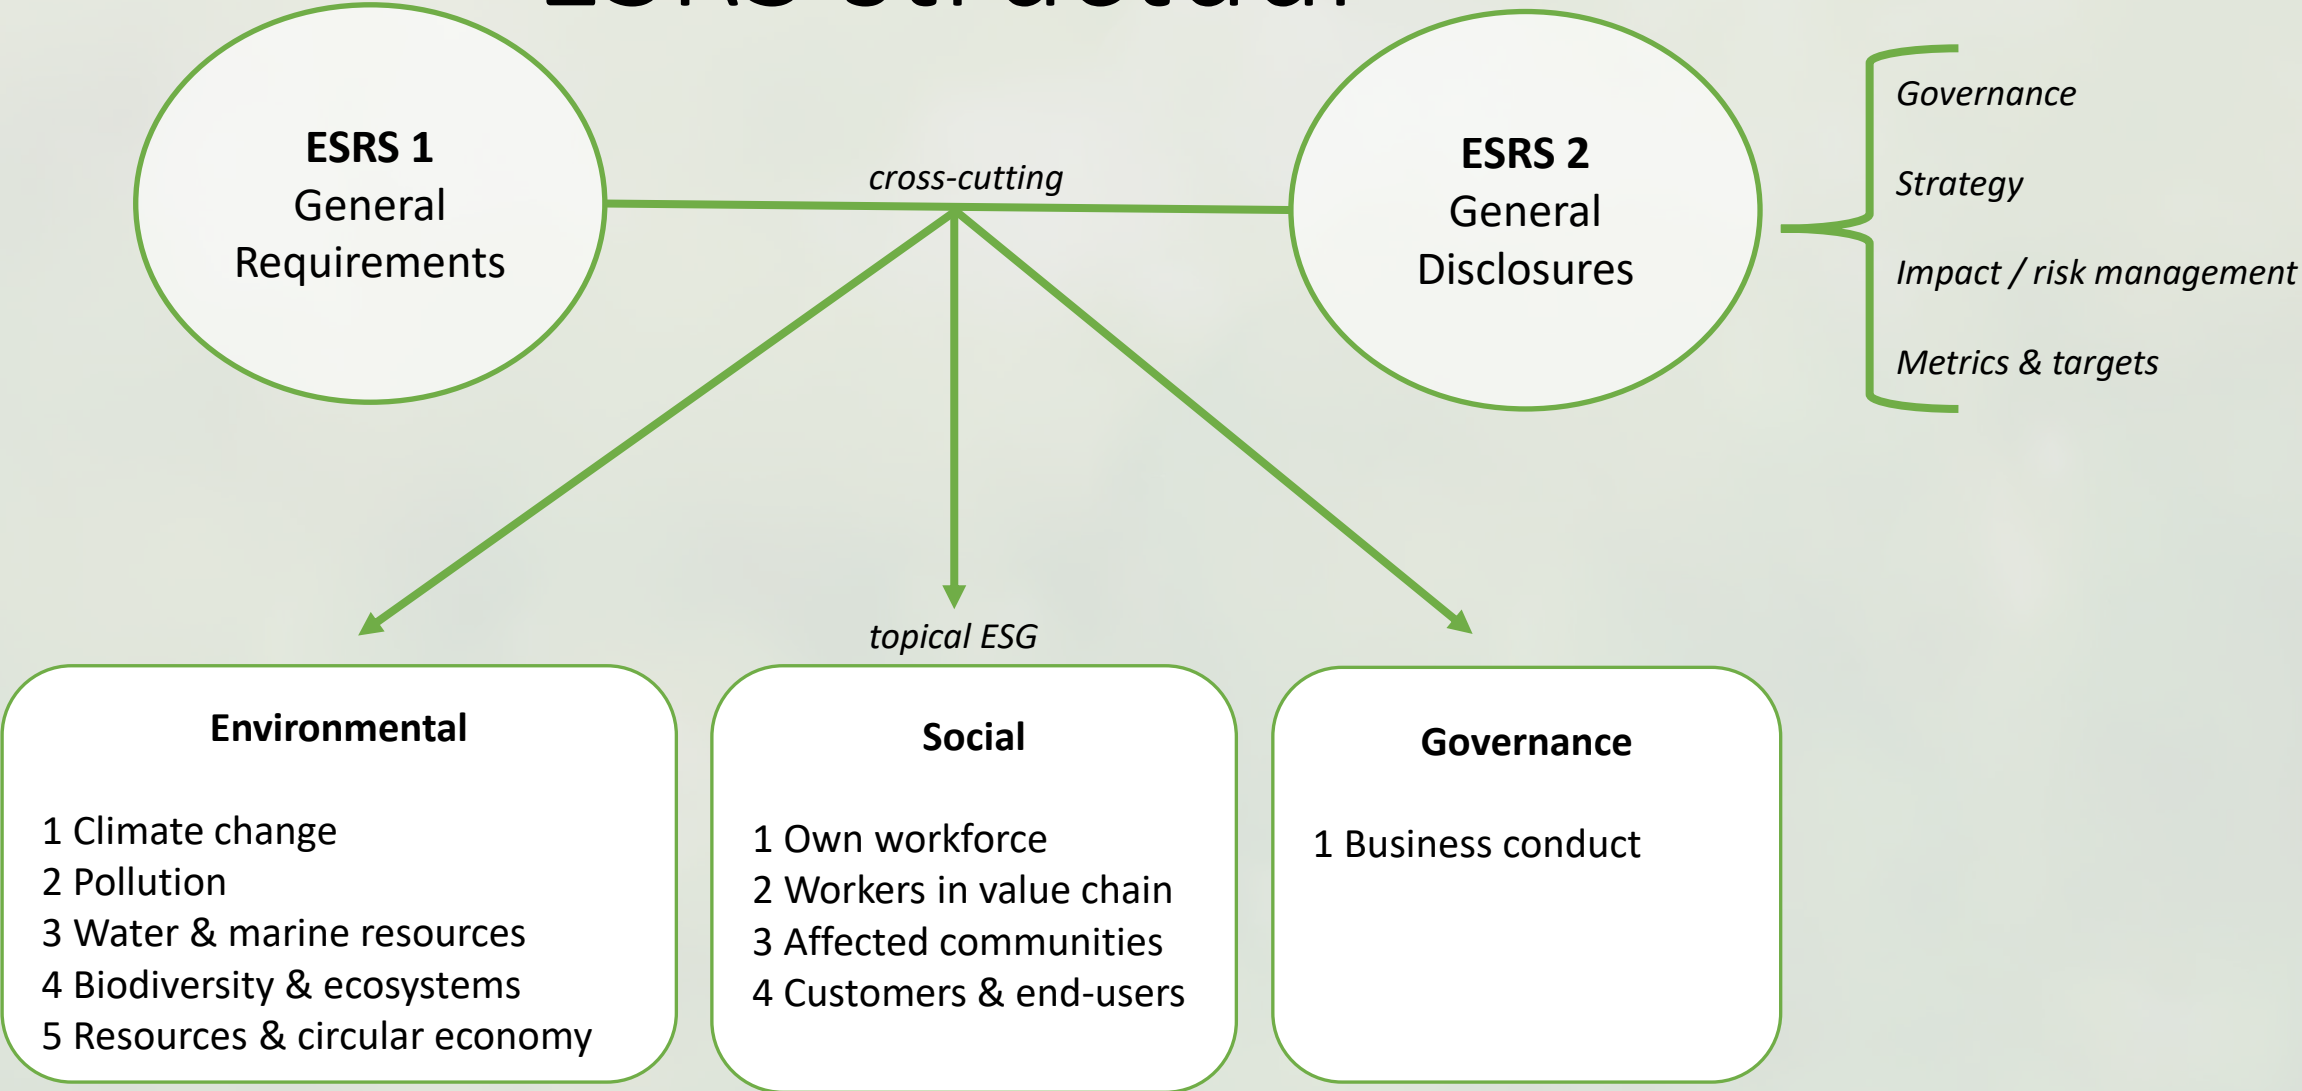 ESRS structuur
ESRS 1
General
Requirements
cross-cutting
ESRS 2
General
Disclosures
Governance
Strategy
Impact / risk management
Metrics & targets
topical ESG
Environmental
1 Climate change
2 Pollution
3 Water & marine resources
4 Biodiversity & ecosystems
5 Resources & circular economy
Social
1 Own workforce
2 Workers in value chain
3 Affected communities
4 Customers & end-users
Governance
1 Business conduct